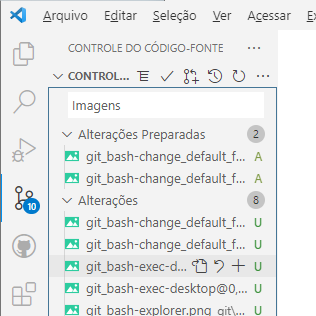 Arquivo Editar Seleção Ver Acessar E
CONTROLE DO CÓDIGO-FONTE
CONTROL...
Imagens
Alterações Preparadas 2
git_bash-change_default_f... A
git_bash-change_default_f... A
Alterações 8
git_bash-change_default_f... U
git_bash-change_default_f... U
git_bash-exec-d... U
10
git_bash-exec-desktop@0,... U
git_bash-explorer.png git\... U